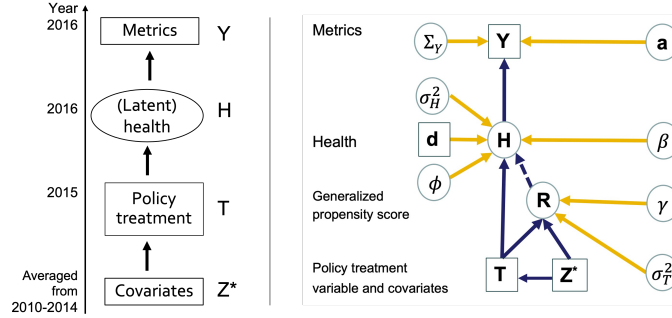 Year
2016
Metrics
Y
2016
(Latent)
health
H
2015
Policy
treatment
T
Averaged
from
2010-2014
Covariates
Z*
Metrics
Σ_Y
Y
a
σ²_H
Health
d
H
β
ϕ
Generalized
propensity score
R
γ
Policy treatment
variable and covariates
T
Z*
σ²_T